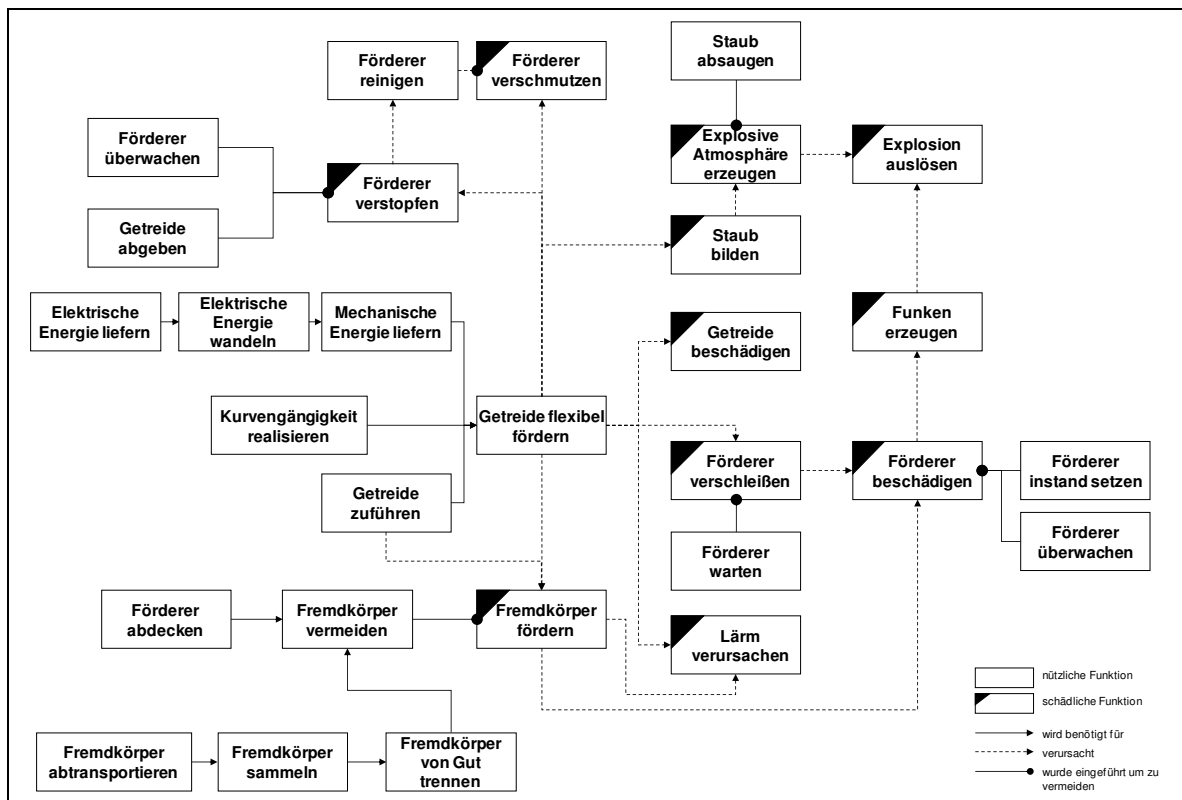 Staub
absaugen
Förderer
reinigen
Förderer
verschmutzen
Förderer
überwachen
Explosive
Atmosphäre
erzeugen
Explosion
auslösen
Förderer
verstopfen
Getreide
abgeben
Staub
bilden
Elektrische
Energie liefern
Elektrische
Energie
wandeln
Mechanische
Energie liefern
Getreide
beschädigen
Funken
erzeugen
Kurvengängigkeit
realisieren
Getreide flexibel
fördern
Förderer
verschleißen
Förderer
beschädigen
Förderer
instand setzen
Getreide
zuführen
Förderer
warten
Förderer
überwachen
Förderer
abdecken
Fremdkörper
vermeiden
Fremdkörper
fördern
Lärm
verursachen
Fremdkörper
abtransportieren
Fremdkörper
sammeln
Fremdkörper
von Gut
trennen
nützliche Funktion
schädliche Funktion
wird benötigt für
verursacht
wurde eingeführt um zu
vermeiden